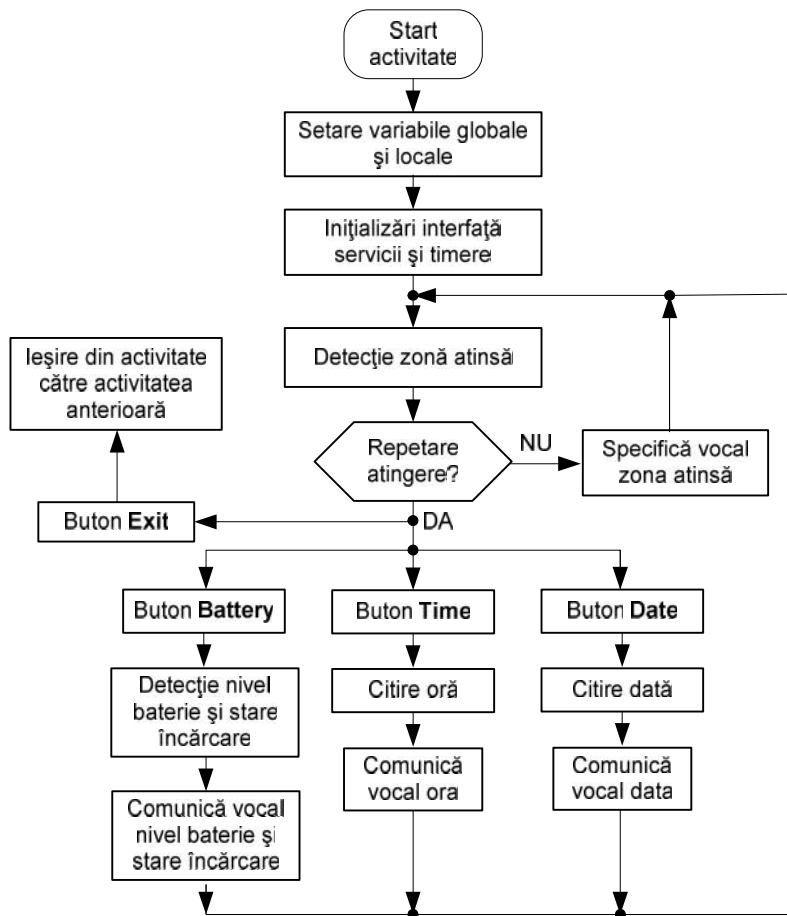 Start
activitate
Setare variabile globale
şi locale
Iniţializări interfaţă
servicii şi timere
Detecţie zonă atinsă
Ieşire din activitate
către activitatea
anterioară
Repetare
atingere?
NU
Specifică vocal
zona atinsă
Buton Exit
DA
Buton Battery
Buton Time
Buton Date
Detecţie nivel
baterie şi stare
încărcare
Citire oră
Citire dată
Comunică vocal
nivel baterie şi
stare încărcare
Comunică
vocal ora
Comunică
vocal data